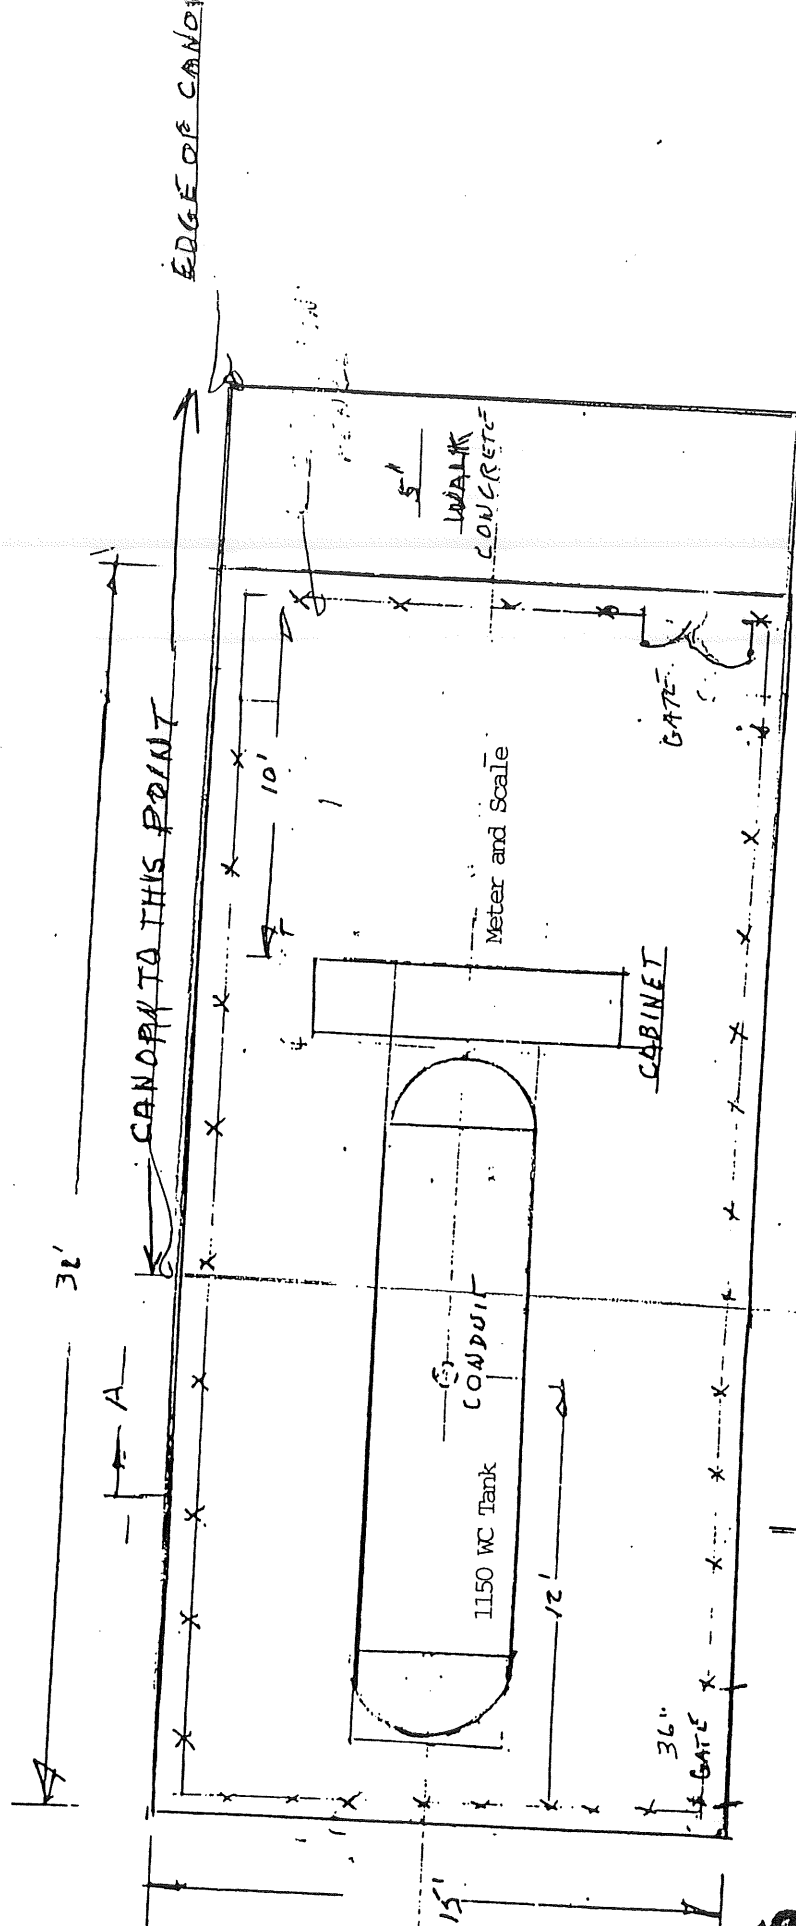 EDGE OF CANO
5"
WALK
CONCRETE
CANOPY TO THIS POINT
10'
GATE
Meter and Scale
CABINET
32'
A
CONDUIT
1150 WC Tank
12'
36"
GATE
15'